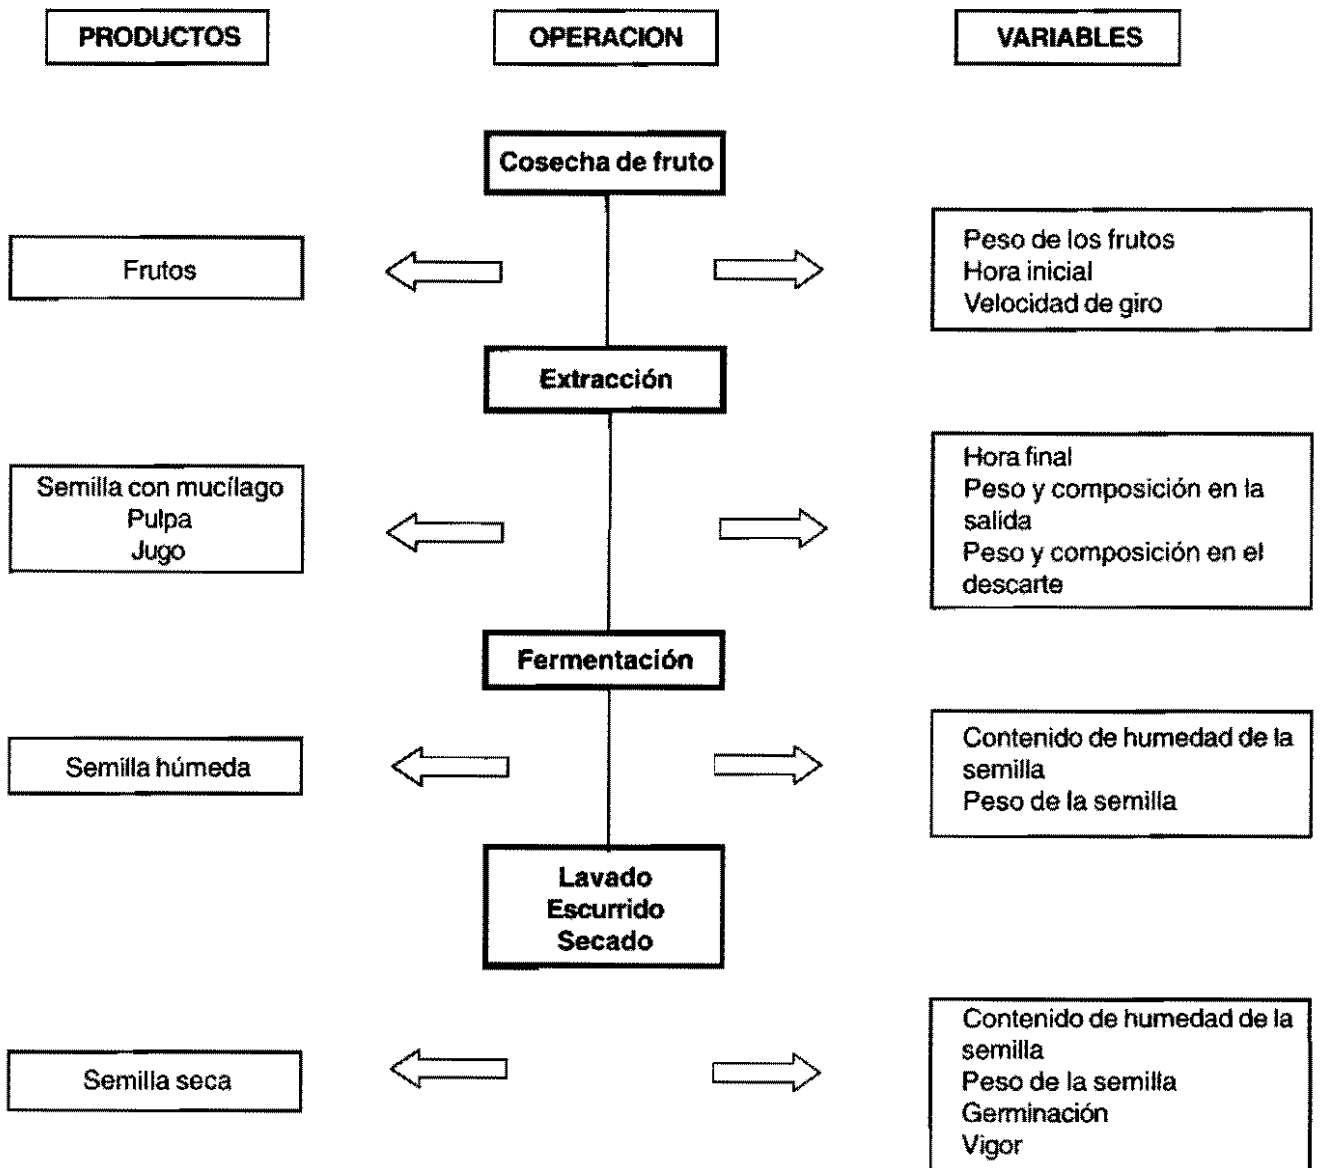 PRODUCTOS
OPERACION
VARIABLES
Cosecha de fruto
Frutos
Peso de los frutos
Hora inicial
Velocidad de giro
Extracción
Semilla con mucílago
Pulpa
Jugo
Hora final
Peso y composición en la
salida
Peso y composición en el
descarte
Fermentación
Semilla húmeda
Contenido de humedad de la
semilla
Peso de la semilla
Lavado
Escurrido
Secado
Semilla seca
Contenido de humedad de la
semilla
Peso de la semilla
Germinación
Vigor